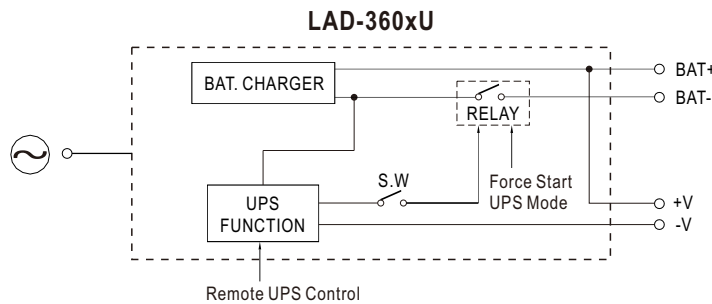 LAD-360xU
BAT. CHARGER
BAT+
BAT-
RELAY
S.W
Force Start
UPS Mode
UPS
FUNCTION
+V
-V
Remote UPS Control